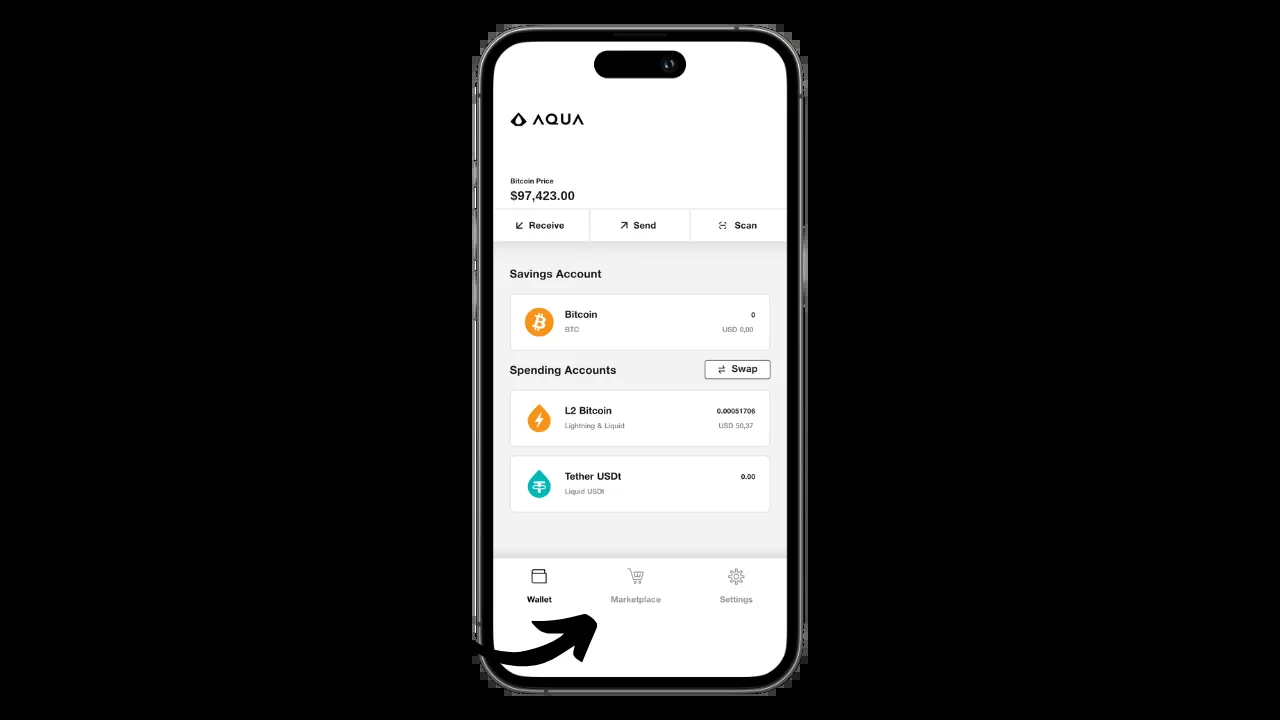 AQUA
Bitcoin Price
$97,423.00
Receive Send Scan
Savings Account
Bitcoin 0
BTC USD 0,00
Spending Accounts Swap
L2 Bitcoin 0.00051706
Lightning & Liquid USD 50,37
Tether USDt 0.00
Liquid USDt
Wallet Marketplace Settings